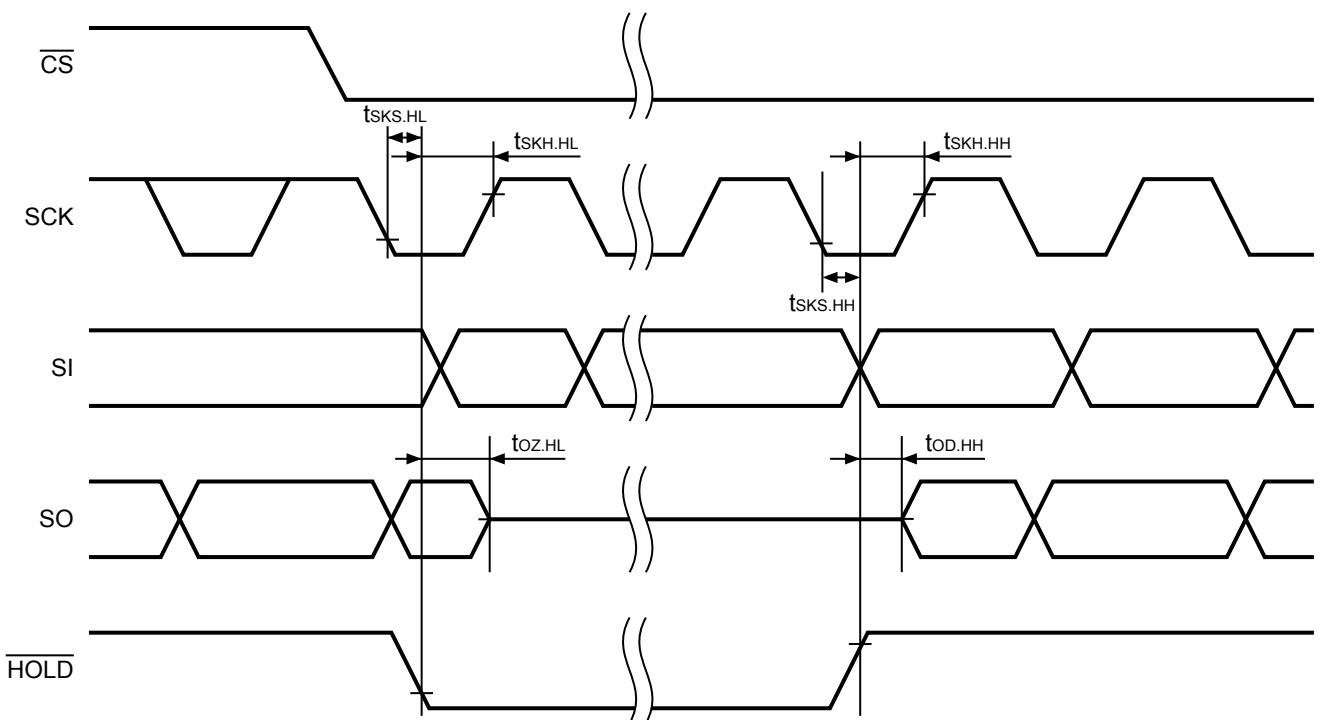 CS
tSKS.HL
tSKH.HL
tSKH.HH
SCK
tSKS.HH
SI
tOZ.HL
tOD.HH
SO
HOLD